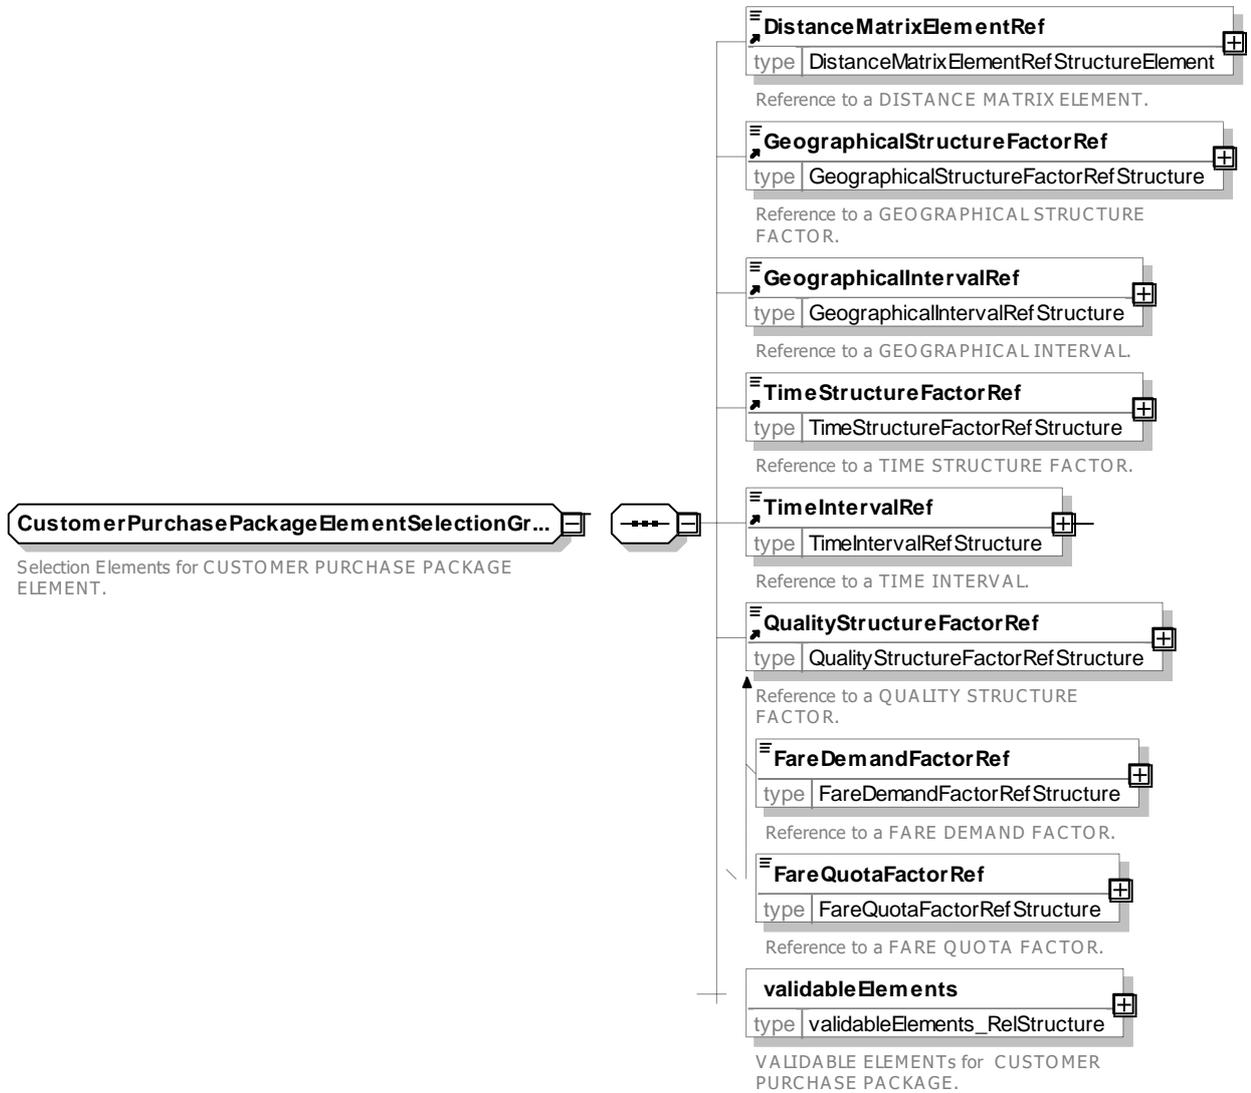 DistanceMatrixElementRef
type DistanceMatrixElementRefStructureElement
Reference to a DISTANCE MATRIX ELEMENT.
GeographicalStructureFactorRef
type GeographicalStructureFactorRefStructure
Reference to a GEOGRAPHICAL STRUCTURE
FACTOR.
GeographicalIntervalRef
type GeographicalIntervalRefStructure
Reference to a GEOGRAPHICAL INTERVAL.
TimeStructureFactorRef
type TimeStructureFactorRefStructure
Reference to a TIME STRUCTURE FACTOR.
CustomerPurchasePackageElementSelectionGr...
Selection Elements for CUSTOMER PURCHASE PACKAGE
ELEMENT.
TimeIntervalRef
type TimeIntervalRefStructure
Reference to a TIME INTERVAL.
QualityStructureFactorRef
type QualityStructureFactorRefStructure
Reference to a QUALITY STRUCTURE
FACTOR.
FareDemandFactorRef
type FareDemandFactorRefStructure
Reference to a FARE DEMAND FACTOR.
FareQuotaFactorRef
type FareQuotaFactorRefStructure
Reference to a FARE QUOTA FACTOR.
validableElements
type validableElements_RelStructure
VALIDABLE ELEMENTs for CUSTOMER
PURCHASE PACKAGE.